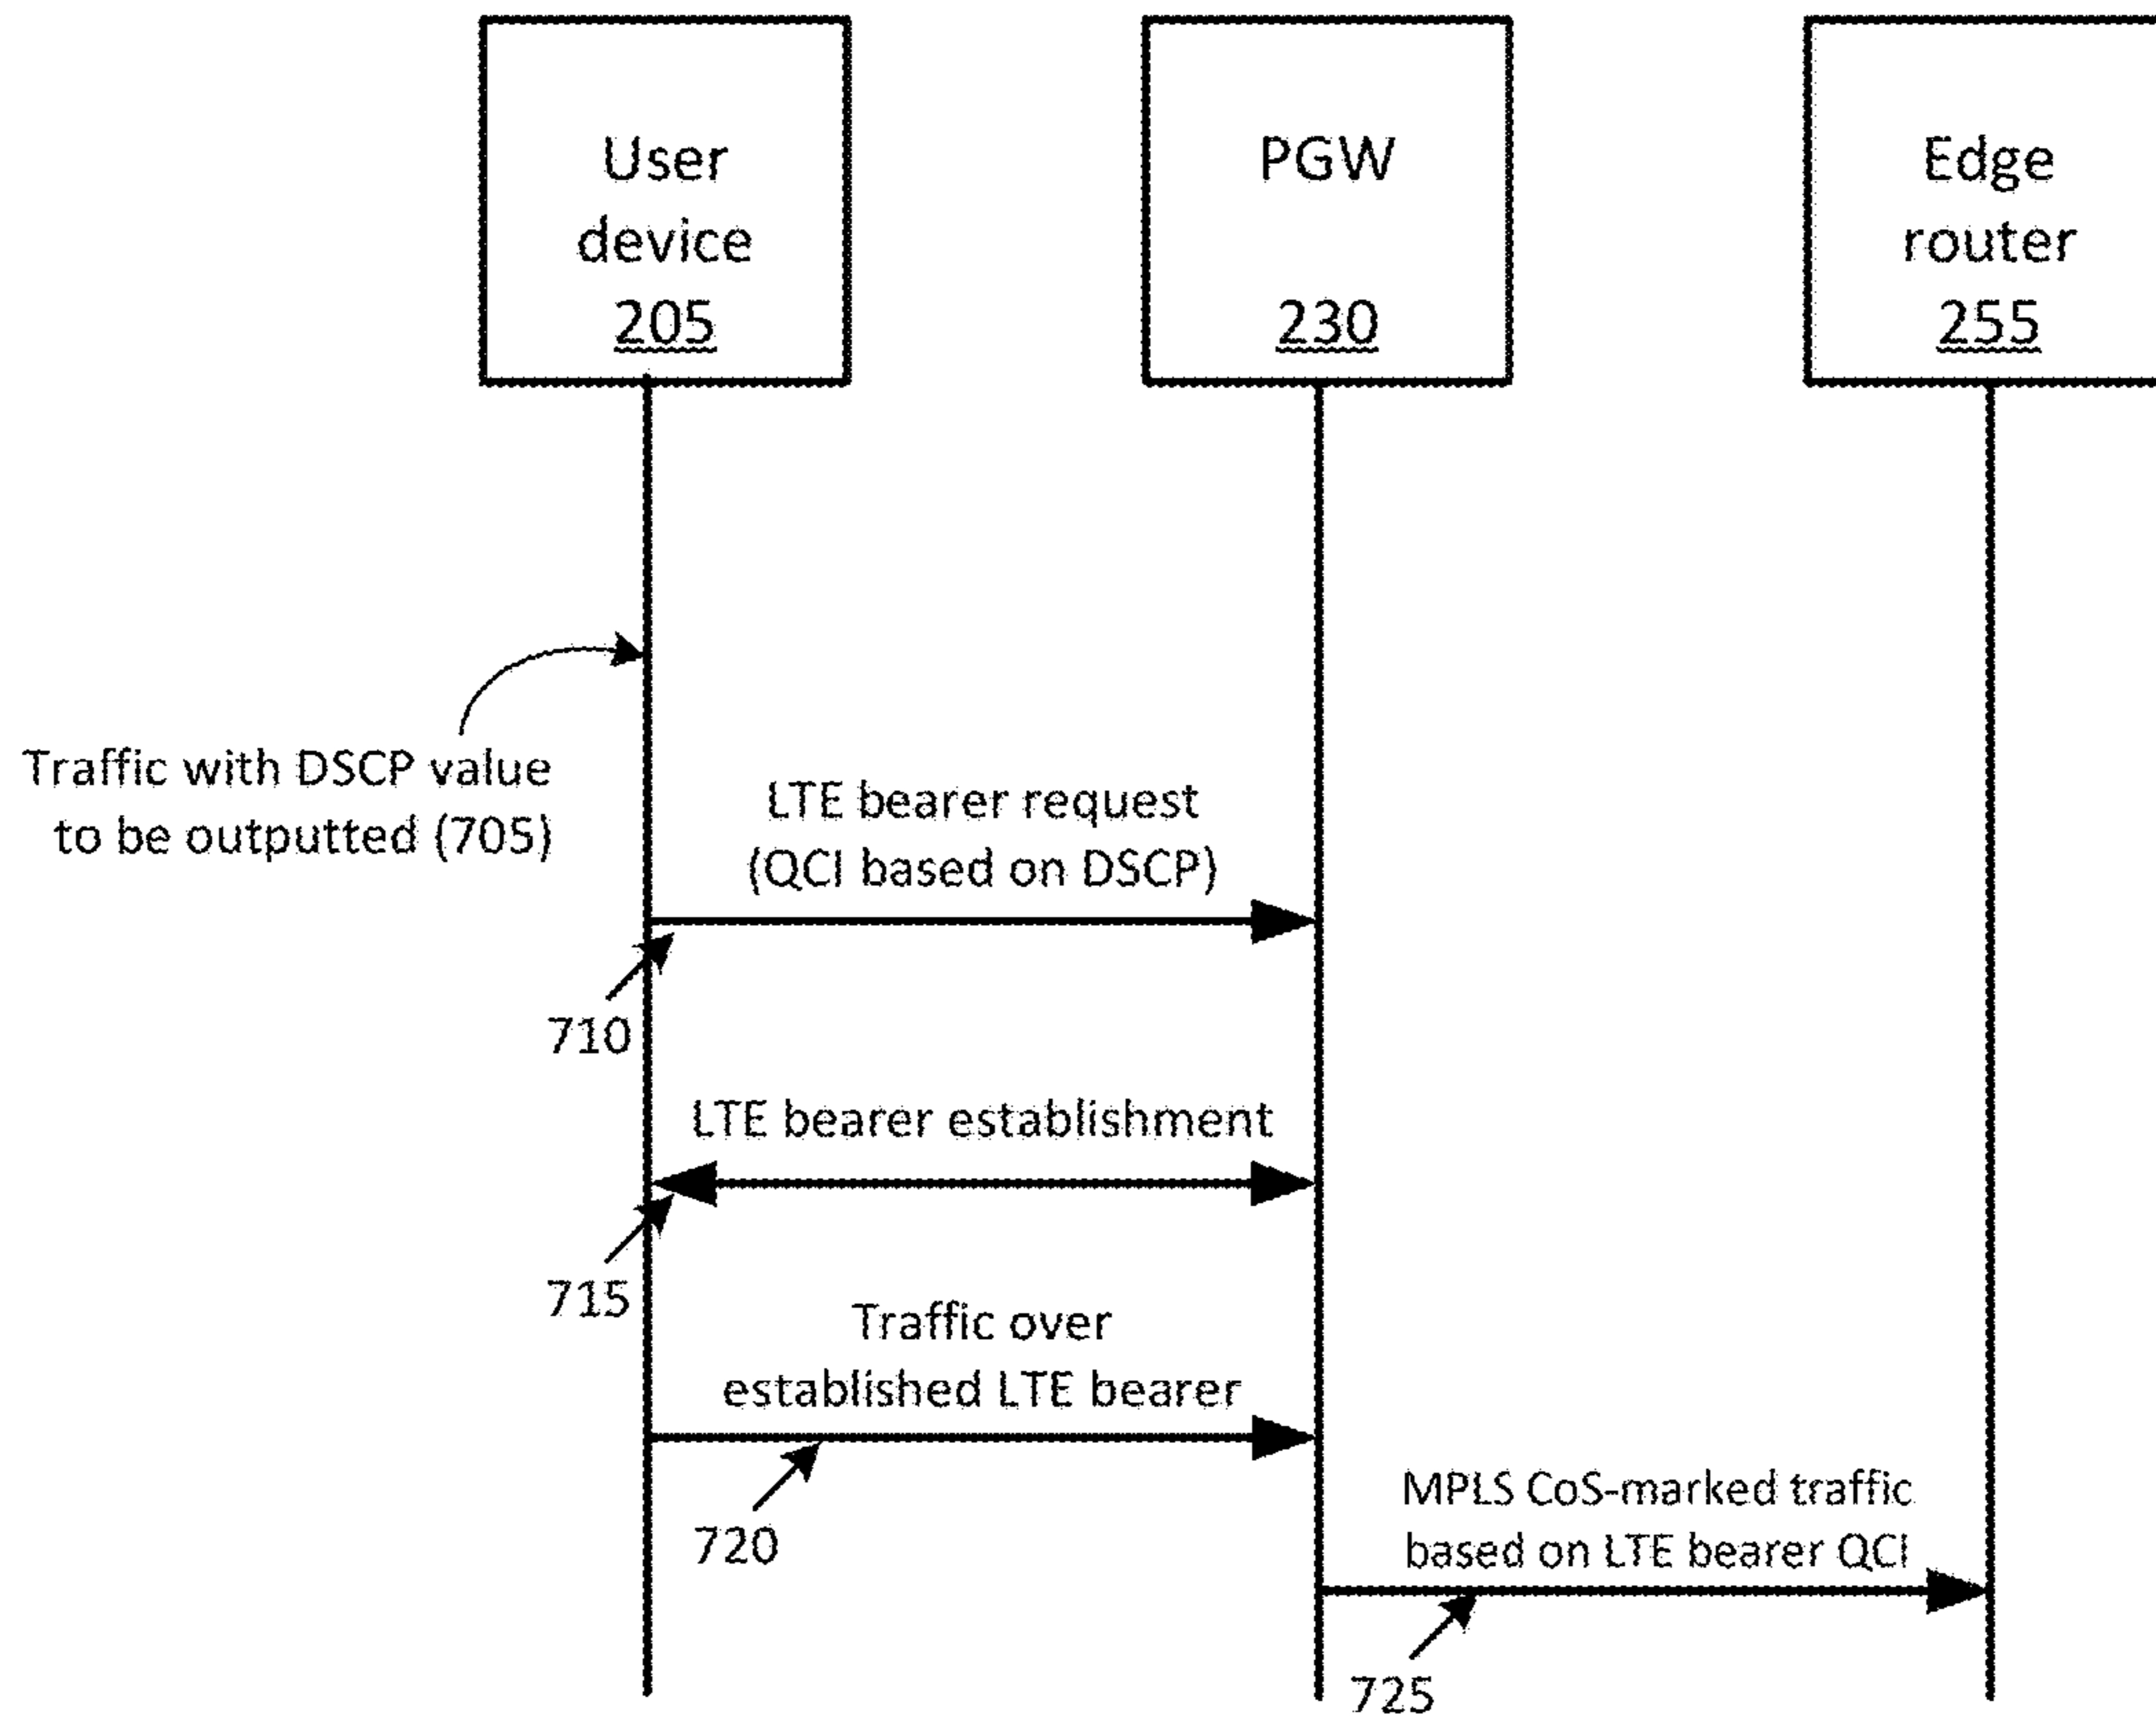 User
device
205
PGW
230
Edge
router
255
Traffic with DSCP value
to be outputted (705)
LTE bearer request
(QCI based on DSCP)
710
LTE bearer establishment
715
Traffic over
established LTE bearer
720
MPLS CoS-marked traffic
based on LTE bearer QCI
725